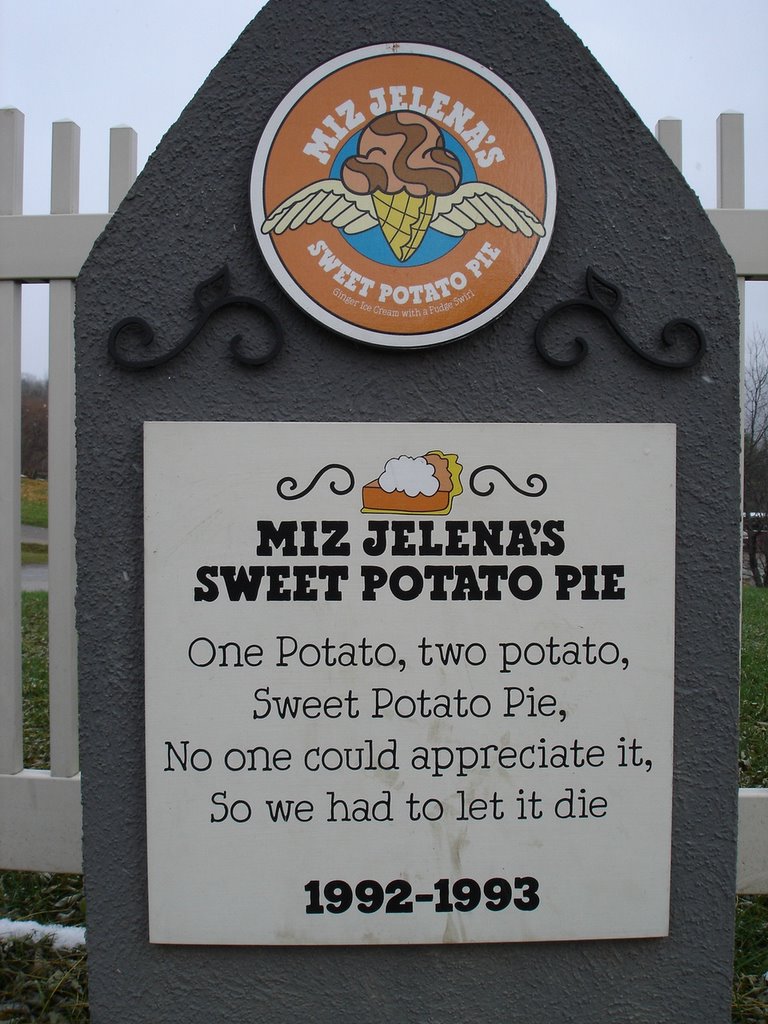 MIZ JELENA'S
SWEET POTATO PIE
Ginger Ice Cream with a Fudge Swirl
MIZ JELENA'S
SWEET POTATO PIE
One Potato, two potato,
Sweet Potato Pie,
No one could appreciate it,
So we had to let it die
1992-1993